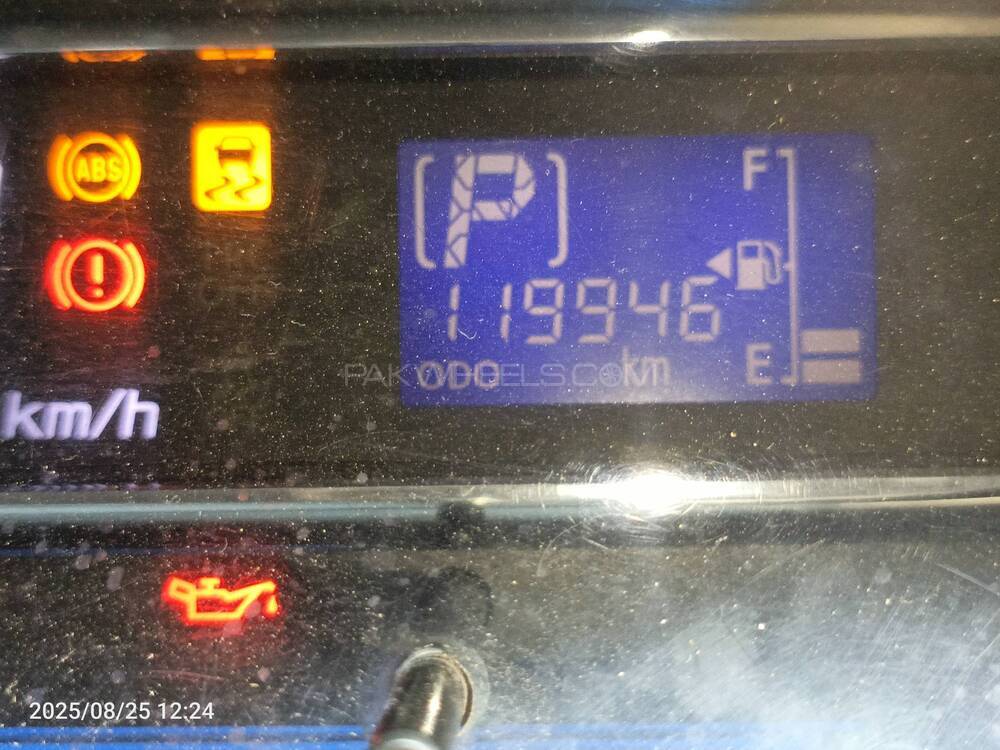 ABS
!
P
F
119946
ODO km
E
PAKWHEELS.COM
km/h
2025/08/25 12:24